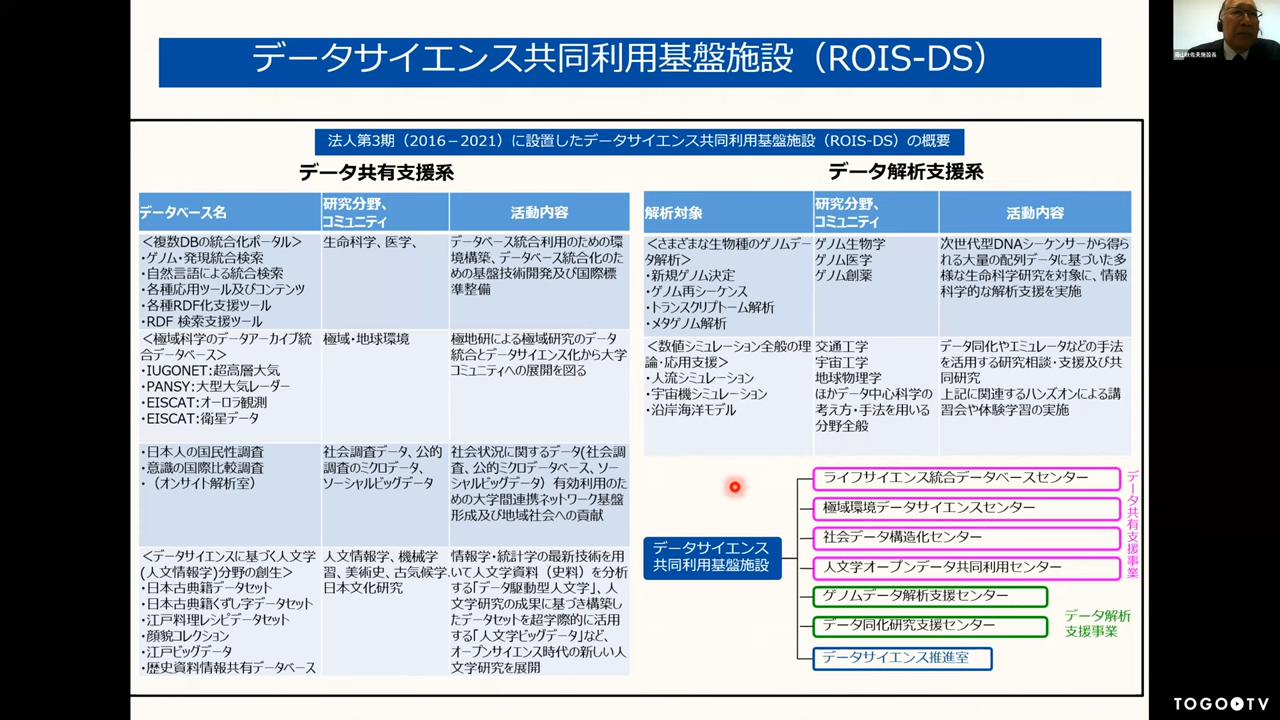 データサイエンス共同利用基盤施設（ROIS-DS）
法人第3期（2016－2021）に設置したデータサイエンス共同利用基盤施設（ROIS-DS）の概要
データ共有支援系
データベース名
研究分野、
コミュニティ
活動内容
＜複数DBの統合化ポータル＞
・ゲノム・発現統合検索
・自然言語による統合検索
・各種応用ツール及びコンテンツ
・各種RDF化支援ツール
・RDF 検索支援ツール
生命科学、医学、
データベース統合利用のための環
境構築、データベース統合化のた
めの基盤技術開発及び国際標
準整備
＜極域科学のデータアーカイブ統
合データベース＞
・IUGONET:超高層大気
・PANSY:大型大気レーダー
・EISCAT:オーロラ観測
・EISCAT:衛星データ
極域・地球環境
極地研による極域研究のデータ
統合とデータサイエンス化から大学
コミュニティへの展開を図る
・日本人の国民性調査
・意識の国際比較調査
・（オンサイト解析室）
社会調査データ、公的
調査のミクロデータ、
ソーシャルビッグデータ
社会状況に関するデータ(社会調
査、公的ミクロデータベース、ソー
シャルビッグデータ）有効利用のた
めの大学間連携ネットワーク基盤
形成及び地域社会への貢献
＜データサイエンスに基づく人文学
(人文情報学)分野の創生＞
・日本古典籍データセット
・日本古典籍くずし字データセット
・江戸料理レシピデータセット
・顔貌コレクション
・江戸ビッグデータ
・歴史資料情報共有データベース
人文情報学、機械学
習、美術史、古気候学、
日本文化研究
情報学・統計学の最新技術を用
いて人文学資料（史料）を分析
する「データ駆動型人文学」、人
文学研究の成果に基づき構築し
たデータセットを超学際的に活用
する「人文学ビッグデータ」など、
オープンサイエンス時代の新しい人
文学研究を展開
データ解析支援系
解析対象
研究分野、
コミュニティ
活動内容
＜さまざまな生物種のゲノムデー
タ解析＞
・新規ゲノム決定
・ゲノム再シーケンス
・トランスクリプトーム解析
・メタゲノム解析
ゲノム生物学
ゲノム医学
ゲノム創薬
次世代型DNAシーケンサーから得ら
れる大量の配列データに基づいた多
様な生命科学研究を対象に、情報
科学的な解析支援を実施
＜数値シミュレーション全般の理
論・応用支援＞
・人流シミュレーション
・宇宙機シミュレーション
・沿岸海洋モデル
交通工学
宇宙工学
地球物理学
ほかデータ中心科学の
考え方・手法を用いる
分野全般
データ同化やエミュレータなどの手法
を活用する研究相談・支援及び共
同研究
上記に関連するハンズオンによる講
習会や体験学習の実施
データサイエンス
共同利用基盤施設
ライフサイエンス統合データベースセンター
極域環境データサイエンスセンター
社会データ構造化センター
人文学オープンデータ共同利用センター
ゲノムデータ解析支援センター
データ同化研究支援センター
データサイエンス推進室
データ共有支援事業
データ解析
支援事業
TOGOTV